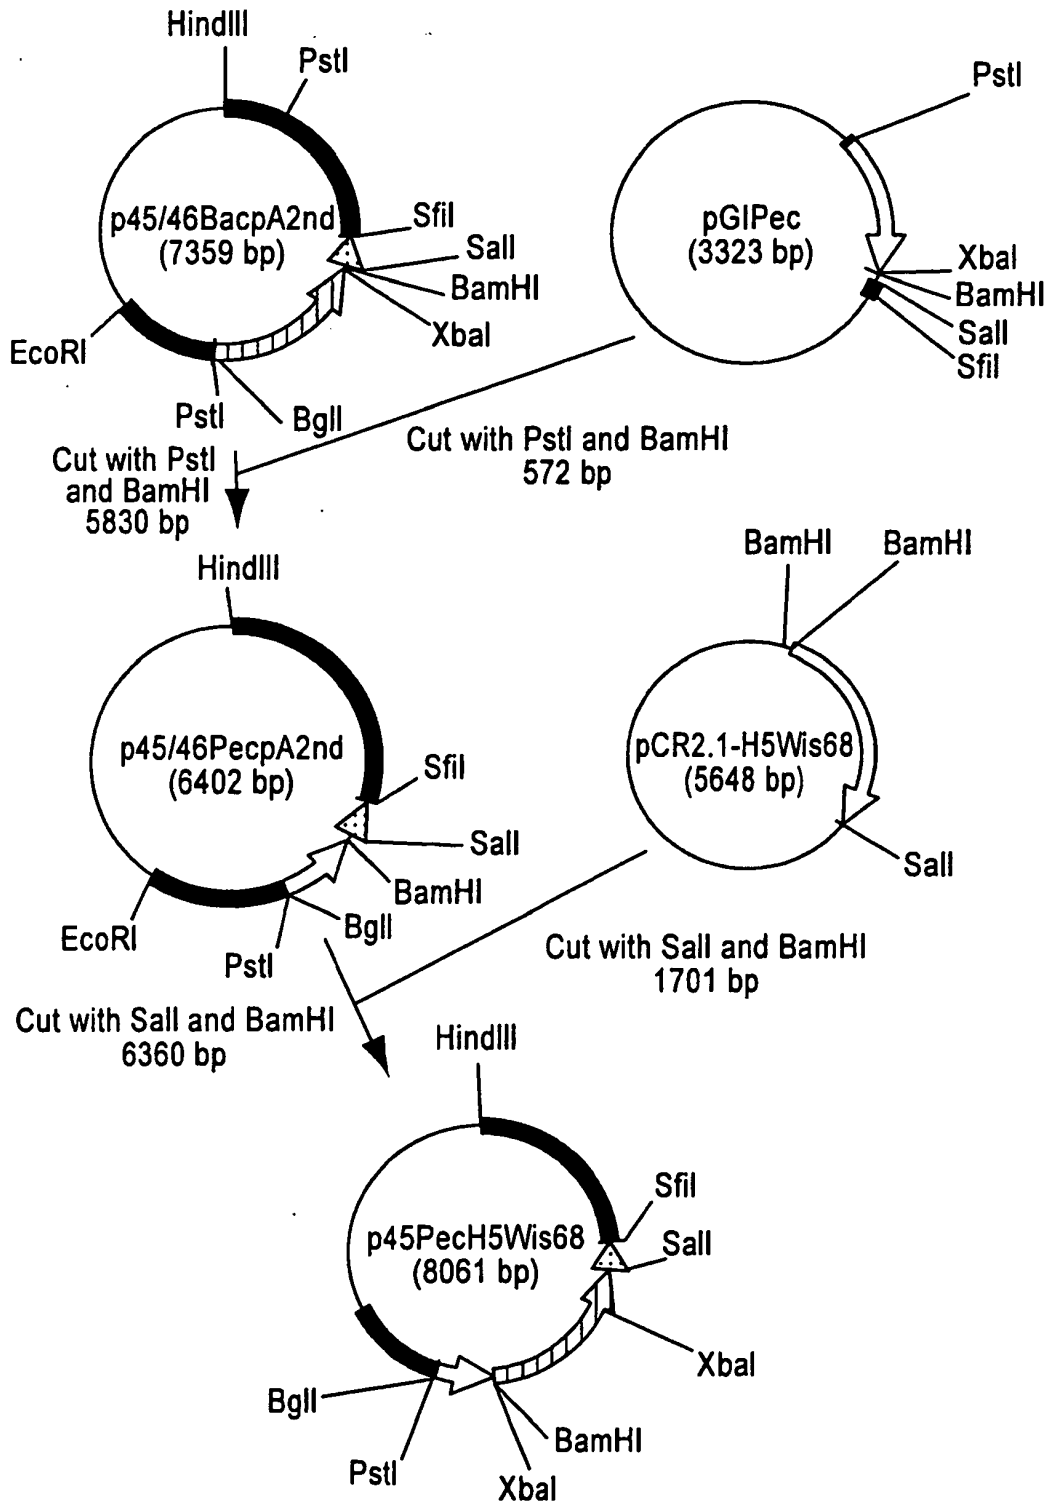 HindIII
PstI
p45/46BacpA2nd
(7359 bp)
SfiI
SalI
BamHI
XbaI
EcoRI
PstI
BglI
PstI
pGIPec
(3323 bp)
XbaI
BamHI
SalI
SfiI
Cut with PstI
and BamHI
5830 bp
Cut with PstI and BamHI
572 bp
HindIII
p45/46PecpA2nd
(6402 bp)
SfiI
SalI
BamHI
BglI
PstI
EcoRI
BamHI
BamHI
pCR2.1-H5Wis68
(5648 bp)
SalI
Cut with SalI and BamHI
1701 bp
Cut with SalI and BamHI
6360 bp
HindIII
p45PecH5Wis68
(8061 bp)
SfiI
SalI
XbaI
BglI
PstI
BamHI
XbaI